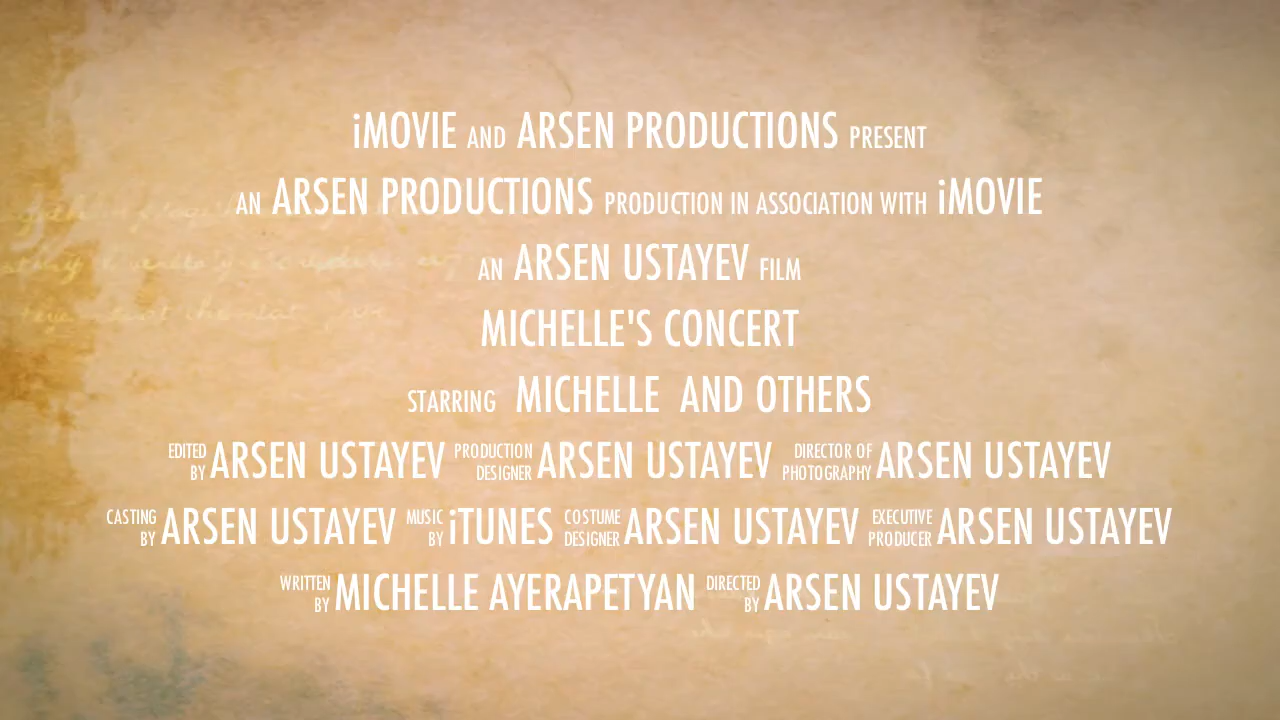 iMOVIE AND ARSEN PRODUCTIONS PRESENT
AN ARSEN PRODUCTIONS PRODUCTION IN ASSOCIATION WITH iMOVIE
AN ARSEN USTAYEV FILM
MICHELLE'S CONCERT
STARRING MICHELLE AND OTHERS
EDITED BY ARSEN USTAYEV PRODUCTION DESIGNER ARSEN USTAYEV DIRECTOR OF PHOTOGRAPHY ARSEN USTAYEV
CASTING BY ARSEN USTAYEV MUSIC BY iTUNES COSTUME DESIGNER ARSEN USTAYEV EXECUTIVE PRODUCER ARSEN USTAYEV
WRITTEN BY MICHELLE AYERAPETYAN DIRECTED BY ARSEN USTAYEV